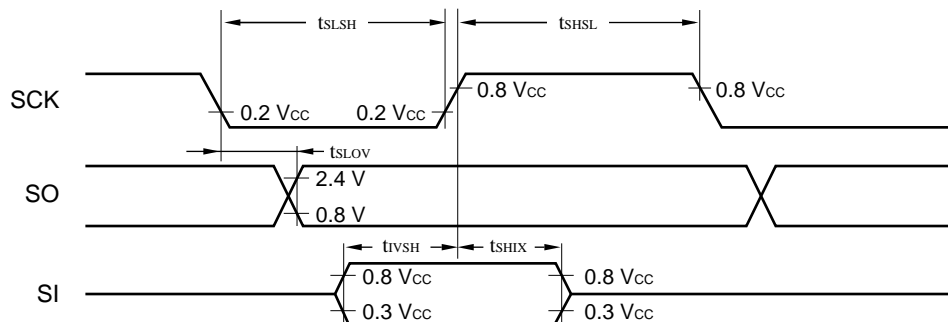 tSLSH tSHSL
SCK 0.8 VCC 0.8 VCC
0.2 VCC 0.2 VCC
tSLOV
SO 2.4 V
0.8 V
tIVSH tSHIX
0.8 VCC 0.8 VCC
SI
0.3 VCC 0.3 VCC